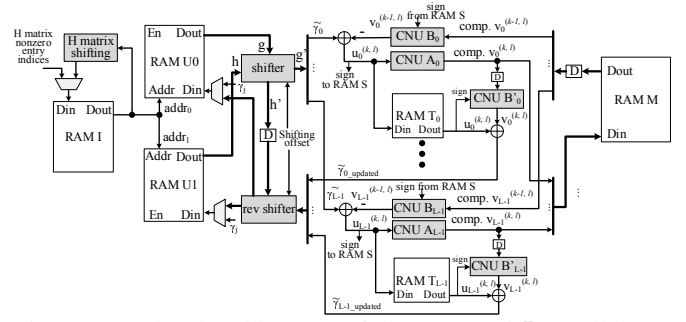 H matrix
nonzero
entry
indices
H matrix
shifting
Din Dout
RAM I
En Dout
RAM U0
Addr Din
addr0
addr1
Addr Dout
RAM U1
En Din
γj
γj
g
h
shifter
g'
h'
D
Shifting
offset
rev shifter
γ̃0
-
v0(k-1, l)
sign
from RAM S
CNU B0
comp. v0(k-1, l)
u0(k, l)
CNU A0
comp. v0(k, l)
sign
to RAM S
D
RAM T0
Din Dout
sign
CNU B'0
u0(k, l)
v0(k, l)
γ̃0_updated
D
Dout
RAM M
Din
γ̃L-1
vL-1(k-1, l)
-
sign from RAM S
CNU BL-1
comp. vL-1(k-1, l)
uL-1(k, l)
CNU AL-1
comp. vL-1(k, l)
sign
to RAM S
D
RAM TL-1
Din Dout
sign
CNU B'L-1
uL-1(k, l)
vL-1(k, l)
γ̃L-1_updated